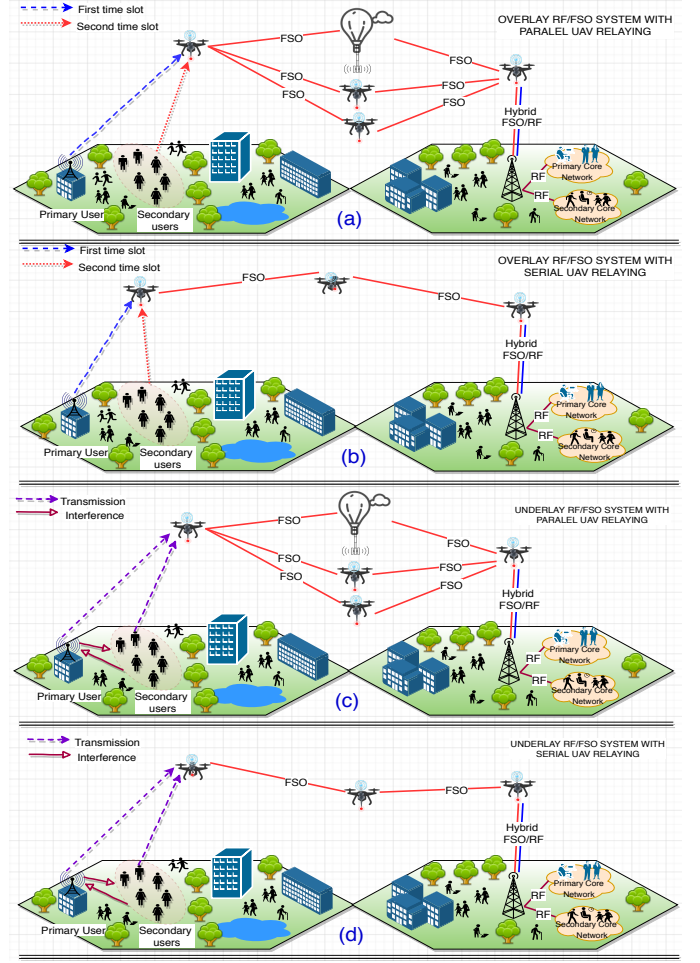 First time slot
Second time slot
OVERLAY RF/FSO SYSTEM WITH
PARALEL UAV RELAYING
FSO
FSO
FSO
FSO
FSO
FSO
Hybrid
FSO/RF
RF
RF
Primary Core
Network
Secondary Core
Network
Primary User
Secondary
users
(a)
First time slot
Second time slot
OVERLAY RF/FSO SYSTEM WITH
SERIAL UAV RELAYING
FSO
FSO
Hybrid
FSO/RF
RF
RF
Primary Core
Network
Secondary Core
Network
Primary User
Secondary
users
(b)
Transmission
Interference
UNDERLAY RF/FSO SYSTEM WITH
PARALEL UAV RELAYING
FSO
FSO
FSO
FSO
FSO
FSO
Hybrid
FSO/RF
RF
RF
Primary Core
Network
Secondary Core
Network
Primary User
Secondary
users
(c)
Transmission
Interference
UNDERLAY RF/FSO SYSTEM WITH
SERIAL UAV RELAYING
FSO
FSO
Hybrid
FSO/RF
RF
RF
Primary Core
Network
Secondary Core
Network
Primary User
Secondary
users
(d)